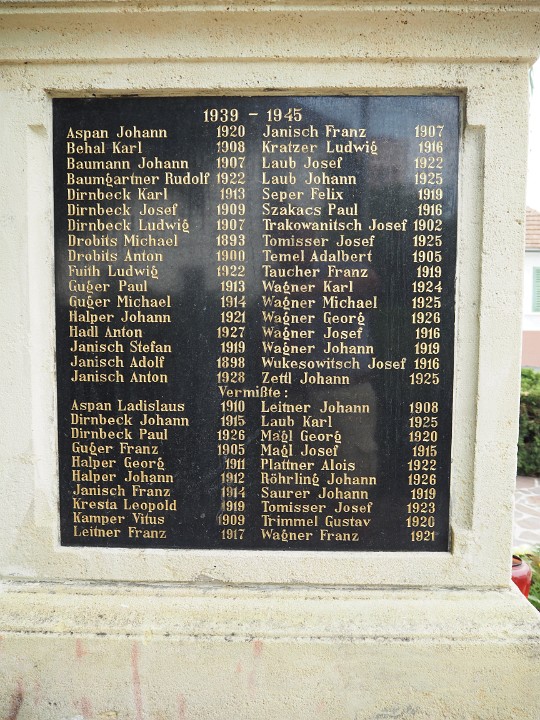 1939 - 1945
Aspan Johann 1920 Janisch Franz 1907
Behal Karl 1908 Kratzer Ludwig 1916
Baumann Johann 1907 Laub Josef 1922
Baumgartner Rudolf 1922 Laub Johann 1925
Dirnbeck Karl 1913 Seper Felix 1919
Dirnbeck Josef 1909 Szakacs Paul 1916
Dirnbeck Ludwig 1907 Trakowanitsch Josef 1902
Drobits Michael 1893 Tomisser Josef 1925
Drobits Anton 1900 Temel Adalbert 1905
Fuith Ludwig 1922 Taucher Franz 1919
Guger Paul 1913 Wagner Karl 1924
Guger Michael 1914 Wagner Michael 1925
Halper Johann 1921 Wagner Georg 1926
Hadl Anton 1927 Wagner Josef 1916
Janisch Stefan 1919 Wagner Johann 1919
Janisch Adolf 1898 Wukesowitsch Josef 1916
Janisch Anton 1928 Zettl Johann 1925
Vermißte:
Aspan Ladislaus 1910 Leitner Johann 1908
Dirnbeck Johann 1915 Laub Karl 1925
Dirnbeck Paul 1926 Magl Georg 1920
Guger Franz 1905 Magl Josef 1915
Halper Georg 1911 Plattner Alois 1922
Halper Johann 1912 Röhrling Johann 1926
Janisch Franz 1914 Saurer Johann 1919
Kresta Leopold 1919 Tomisser Josef 1923
Kamper Vitus 1909 Trimmel Gustav 1920
Leitner Franz 1917 Wagner Franz 1921